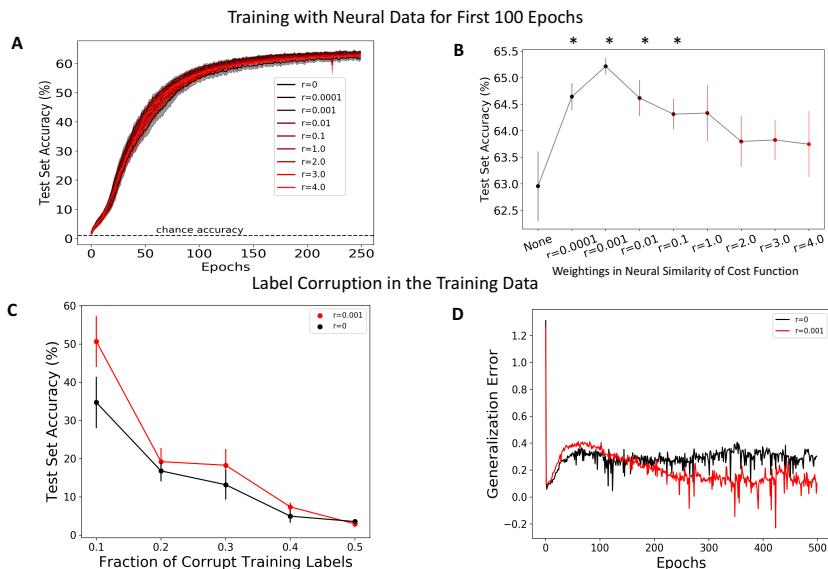 Training with Neural Data for First 100 Epochs
A
Test Set Accuracy (%)
60
50
40
30
20
10
0
r=0
r=0.0001
r=0.001
r=0.01
r=0.1
r=1.0
r=2.0
r=3.0
r=4.0
chance accuracy
0 50 100 150 200 250
Epochs
B
* * * *
Test Set Accuracy (%)
65.5
65.0
64.5
64.0
63.5
63.0
62.5
None r=0.0001 r=0.001 r=0.01 r=0.1 r=1.0 r=2.0 r=3.0 r=4.0
Weightings in Neural Similarity of Cost Function
Label Corruption in the Training Data
C
Test Set Accuracy (%)
60
50
40
30
20
10
0
r=0.001
r=0
0.1 0.2 0.3 0.4 0.5
Fraction of Corrupt Training Labels
D
Generalization Error
1.2
1.0
0.8
0.6
0.4
0.2
0.0
−0.2
r=0
r=0.001
0 100 200 300 400 500
Epochs